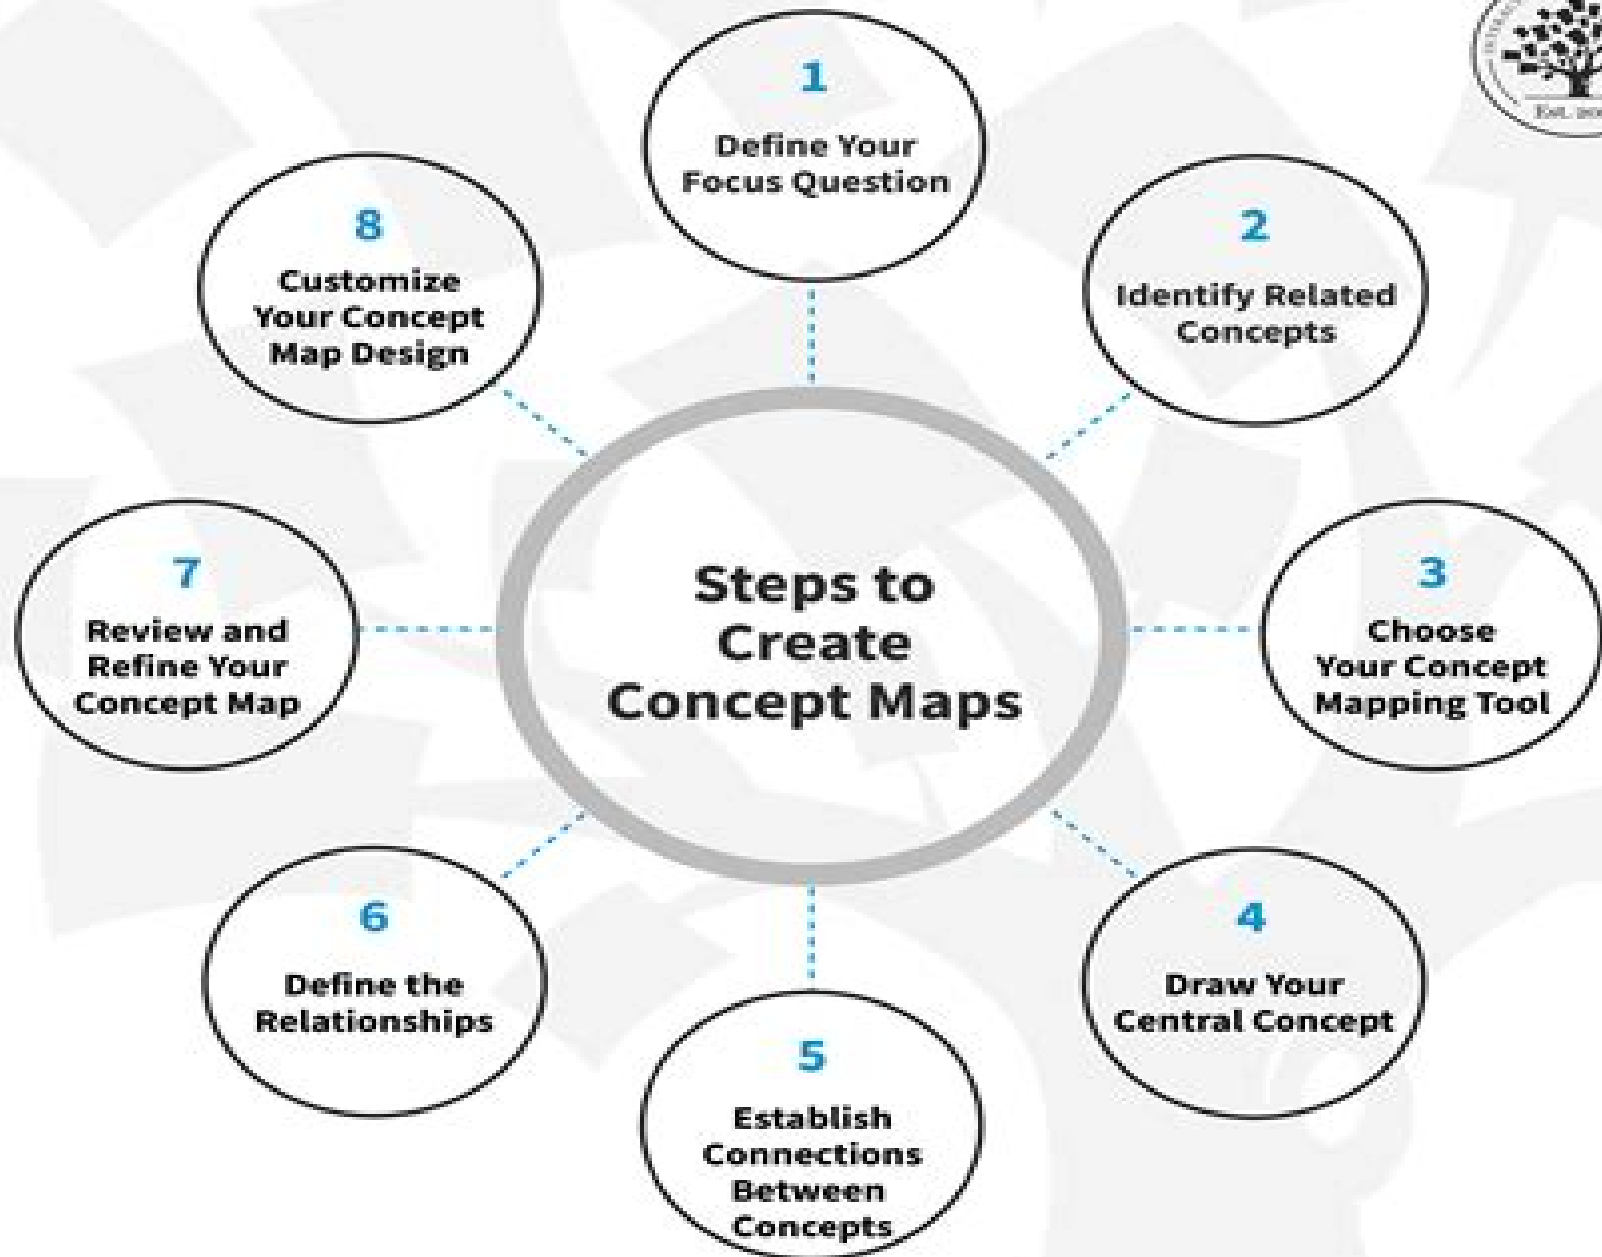 1
Define Your
Focus Question
2
Identify Related
Concepts
3
Choose
Your Concept
Mapping Tool
4
Draw Your
Central Concept
5
Establish
Connections
Between
Concepts
6
Define the
Relationships
7
Review and
Refine Your
Concept Map
8
Customize
Your Concept
Map Design
Steps to
Create
Concept Maps
Est.